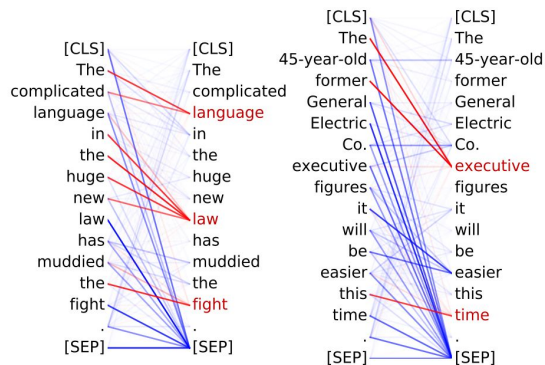 [CLS] [CLS]
The The
complicated complicated
language language
in in
the the
huge huge
new new
law law
has has
muddied muddied
the the
fight fight
. .
[SEP] [SEP]
[CLS] [CLS]
The The
45-year-old 45-year-old
former former
General General
Electric Electric
Co. Co.
executive executive
figures figures
it it
will will
be be
easier easier
this this
time time
. .
[SEP] [SEP]